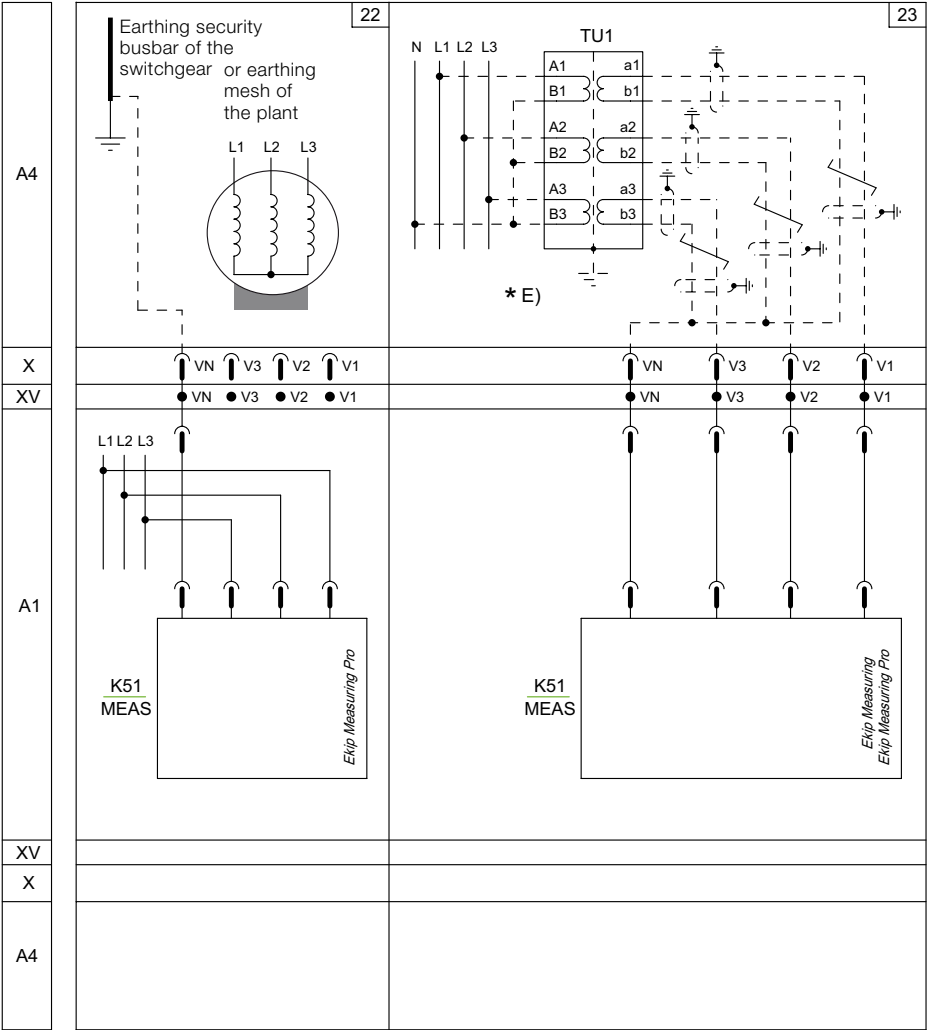 22
23
Earthing security
busbar of the
switchgear or earthing
mesh of
the plant
L1 L2 L3
TU1
N L1 L2 L3
A1 a1
B1 b1
A2 a2
B2 b2
A3 a3
B3 b3
* E)
A4
X
VN V3 V2 V1
VN V3 V2 V1
XV
VN V3 V2 V1
VN V3 V2 V1
L1 L2 L3
A1
K51
MEAS
Ekip Measuring Pro
K51
MEAS
Ekip Measuring
Ekip Measuring Pro
XV
X
A4